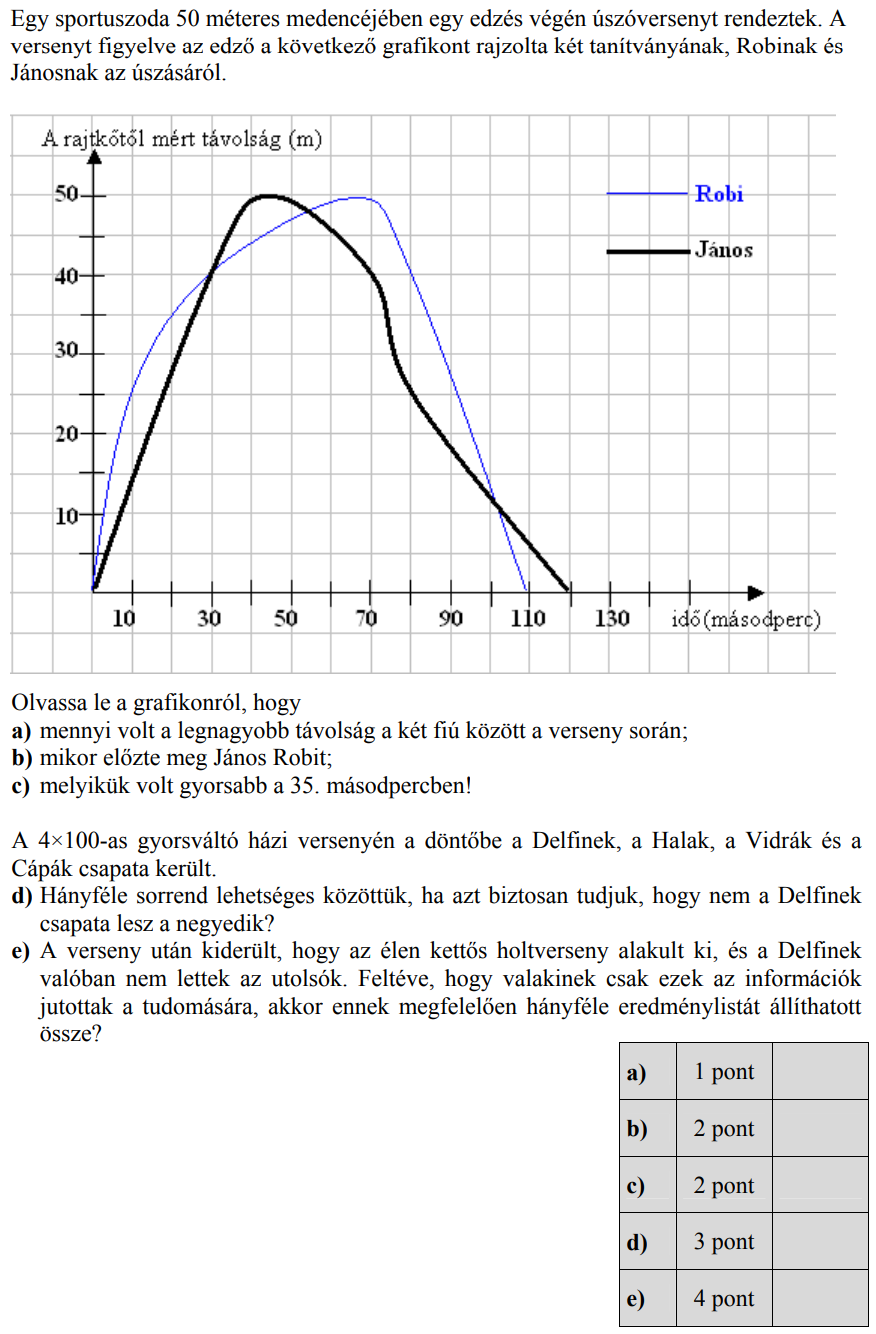 Egy sportuszoda 50 méteres medencéjében egy edzés végén úszóversenyt rendeztek. A
versenyt figyelve az edző a következő grafikont rajzolta két tanítványának, Robinak és
Jánosnak az úszásáról.
A rajtkőtől mért távolság (m)
50
Robi
János
40
30
20
10
10 30 50 70 90 110 130 idő(másodperc)
Olvassa le a grafikonról, hogy
a) mennyi volt a legnagyobb távolság a két fiú között a verseny során;
b) mikor előzte meg János Robit;
c) melyikük volt gyorsabb a 35. másodpercben!
A 4×100-as gyorsváltó házi versenyén a döntőbe a Delfinek, a Halak, a Vidrák és a
Cápák csapata került.
d) Hányféle sorrend lehetséges közöttük, ha azt biztosan tudjuk, hogy nem a Delfinek
csapata lesz a negyedik?
e) A verseny után kiderült, hogy az élen kettős holtverseny alakult ki, és a Delfinek
valóban nem lettek az utolsók. Feltéve, hogy valakinek csak ezek az információk
jutottak a tudomására, akkor ennek megfelelően hányféle eredménylistát állíthatott
össze?
a) 1 pont
b) 2 pont
c) 2 pont
d) 3 pont
e) 4 pont